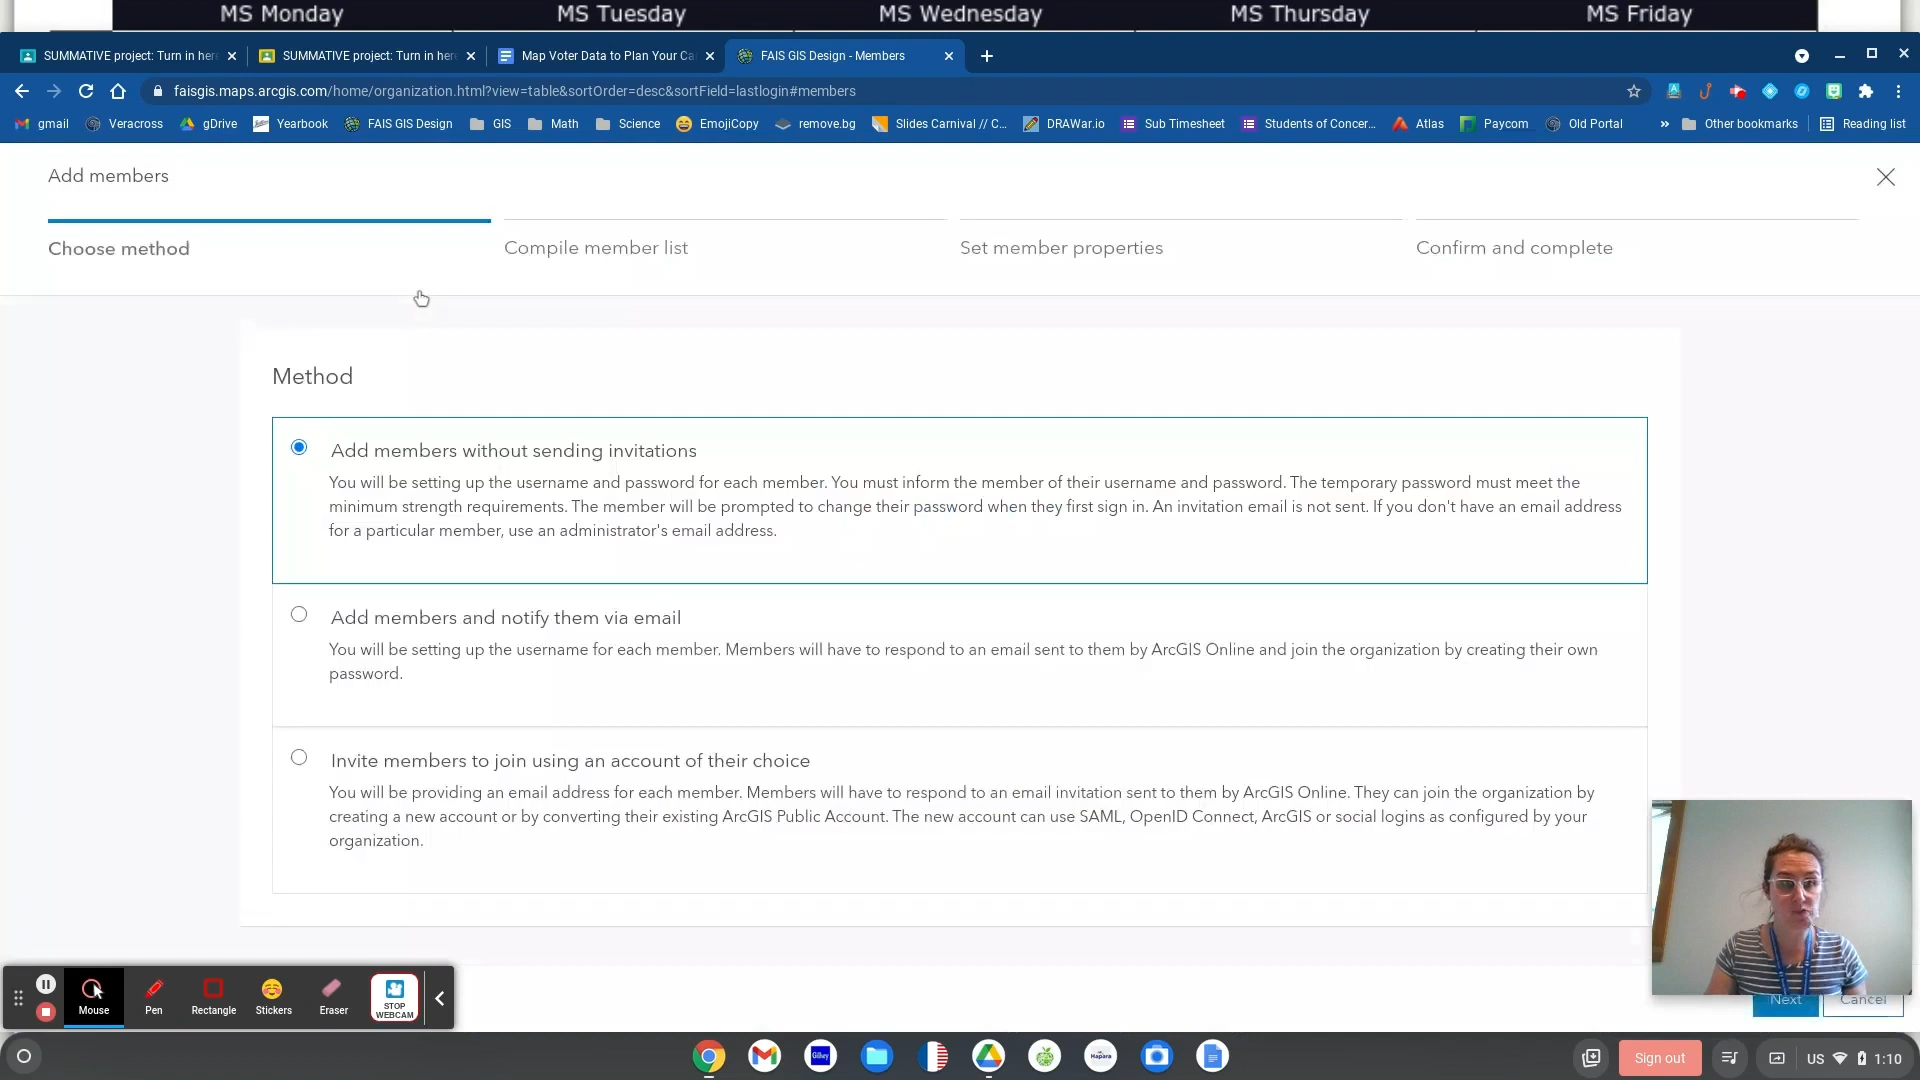 MS Monday MS Tuesday MS Wednesday MS Thursday MS Friday
SUMMATIVE project: Turn in here SUMMATIVE project: Turn in here Map Voter Data to Plan Your Ca FAIS GIS Design - Members
faisgis.maps.arcgis.com/home/organization.html?view=table&sortOrder=desc&sortField=lastlogin#members
gmail Veracross gDrive Yearbook FAIS GIS Design GIS Math Science EmojiCopy remove.bg Slides Carnival // C... DRAWar.io Sub Timesheet Students of Concer... Atlas Paycom Old Portal » Other bookmarks Reading list
Add members
Choose method Compile member list Set member properties Confirm and complete
Method
Add members without sending invitations
You will be setting up the username and password for each member. You must inform the member of their username and password. The temporary password must meet the
minimum strength requirements. The member will be prompted to change their password when they first sign in. An invitation email is not sent. If you don't have an email address
for a particular member, use an administrator's email address.
Add members and notify them via email
You will be setting up the username for each member. Members will have to respond to an email sent to them by ArcGIS Online and join the organization by creating their own
password.
Invite members to join using an account of their choice
You will be providing an email address for each member. Members will have to respond to an email invitation sent to them by ArcGIS Online. They can join the organization by
creating a new account or by converting their existing ArcGIS Public Account. The new account can use SAML, OpenID Connect, ArcGIS or social logins as configured by your
organization.
Next Cancel
Mouse Pen Rectangle Stickers Eraser STOP
WEBCAM
Gilkey Hapara Sign out US 1:10